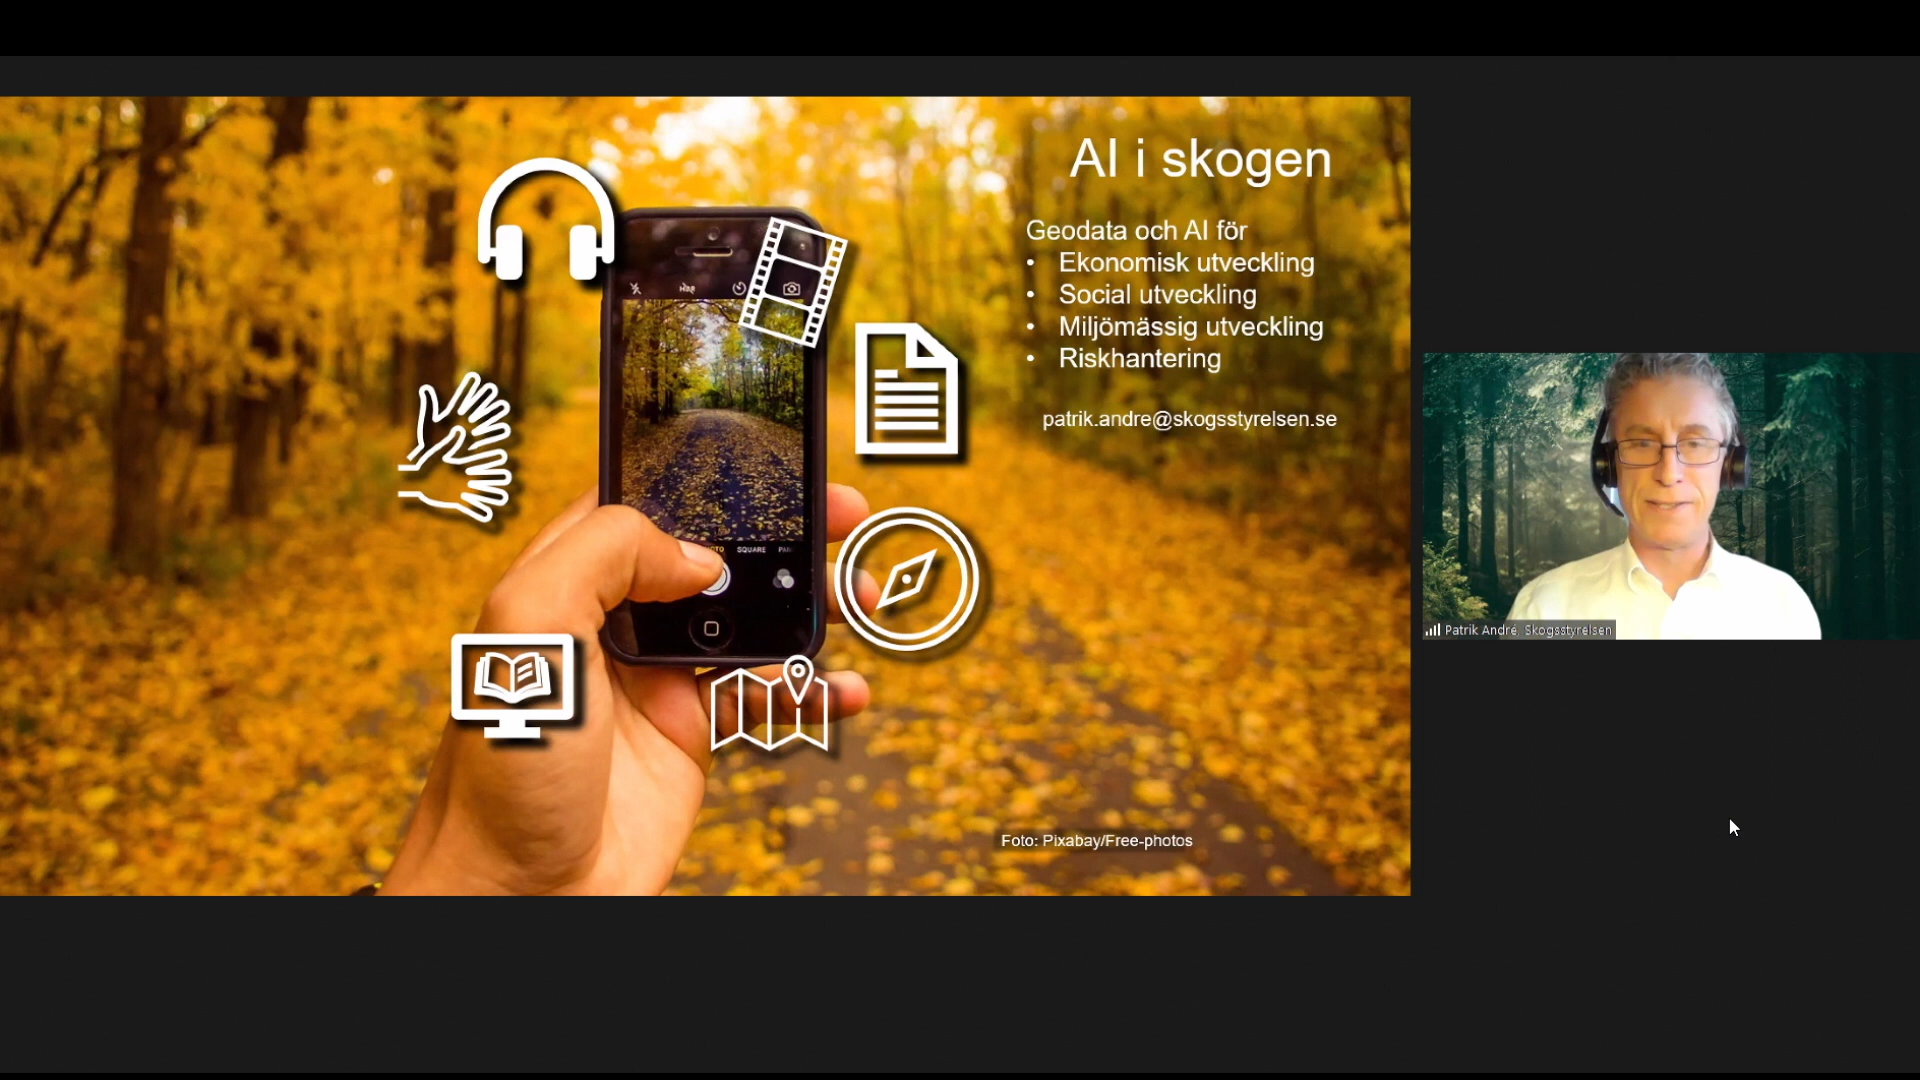 AI i skogen
Geodata och AI för
• Ekonomisk utveckling
• Social utveckling
• Miljömässig utveckling
• Riskhantering
patrik.andre@skogsstyrelsen.se
SQUARE
Foto: Pixabay/Free-photos
Patrik André, Skogsstyrelsen